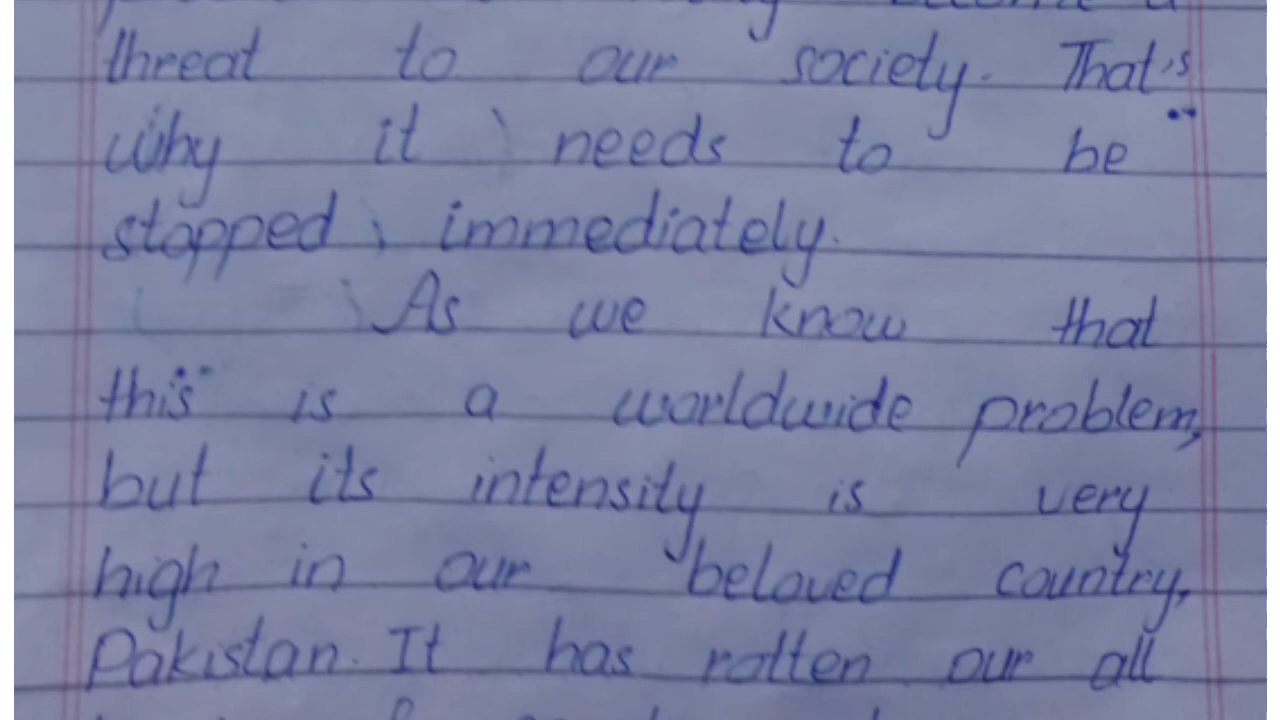 threat to our society. That's
why it needs to be
stopped immediately.
As we know that
this is a worldwide problem,
but its intensity is very
high in our beloved country,
Pakistan. It has rotten our all